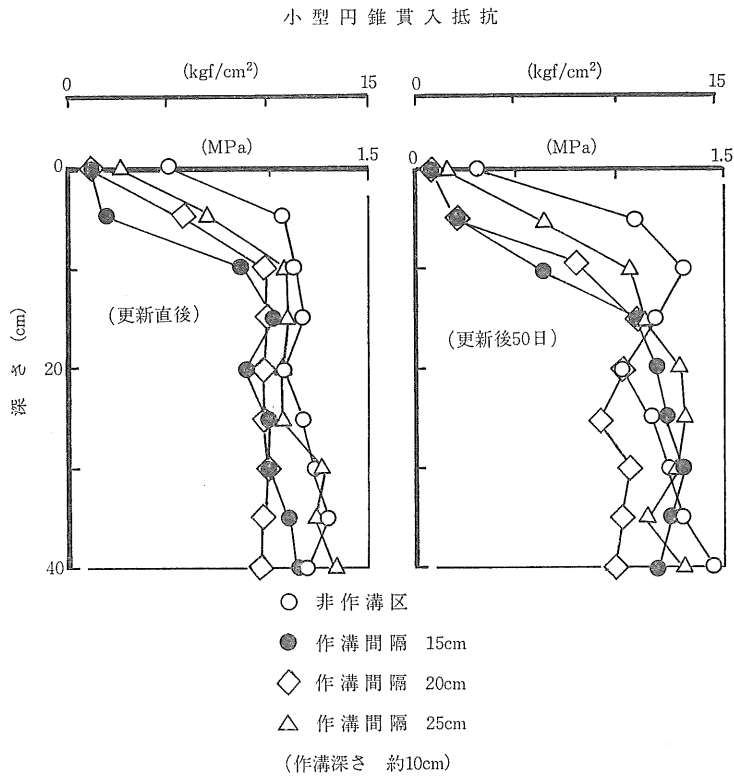 小型円錐貫入抵抗
(kgf/cm²)
0 15
(MPa)
0 1.5
(kgf/cm²)
0 15
(MPa)
0 1.5
深さ (cm)
20
40
(更新直後)
(更新後50日)
非作溝区
作溝間隔 15cm
作溝間隔 20cm
作溝間隔 25cm
(作溝深さ 約10cm)